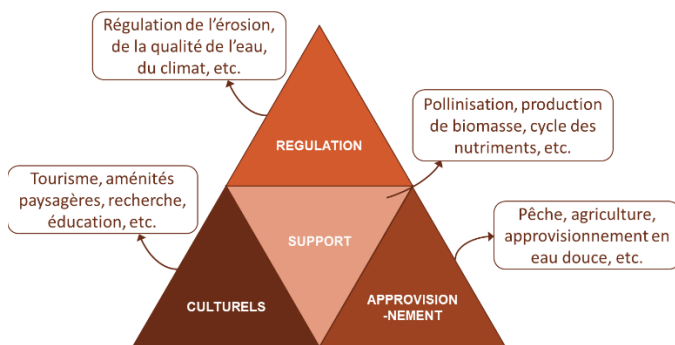 Régulation de l'érosion,
de la qualité de l'eau,
du climat, etc.
Pollinisation, production
de biomasse, cycle des
nutriments, etc.
REGULATION
Tourisme, aménités
paysagères, recherche,
éducation, etc.
SUPPORT
Pêche, agriculture,
approvisionnement en
eau douce, etc.
CULTURELS
APPROVISION
-NEMENT